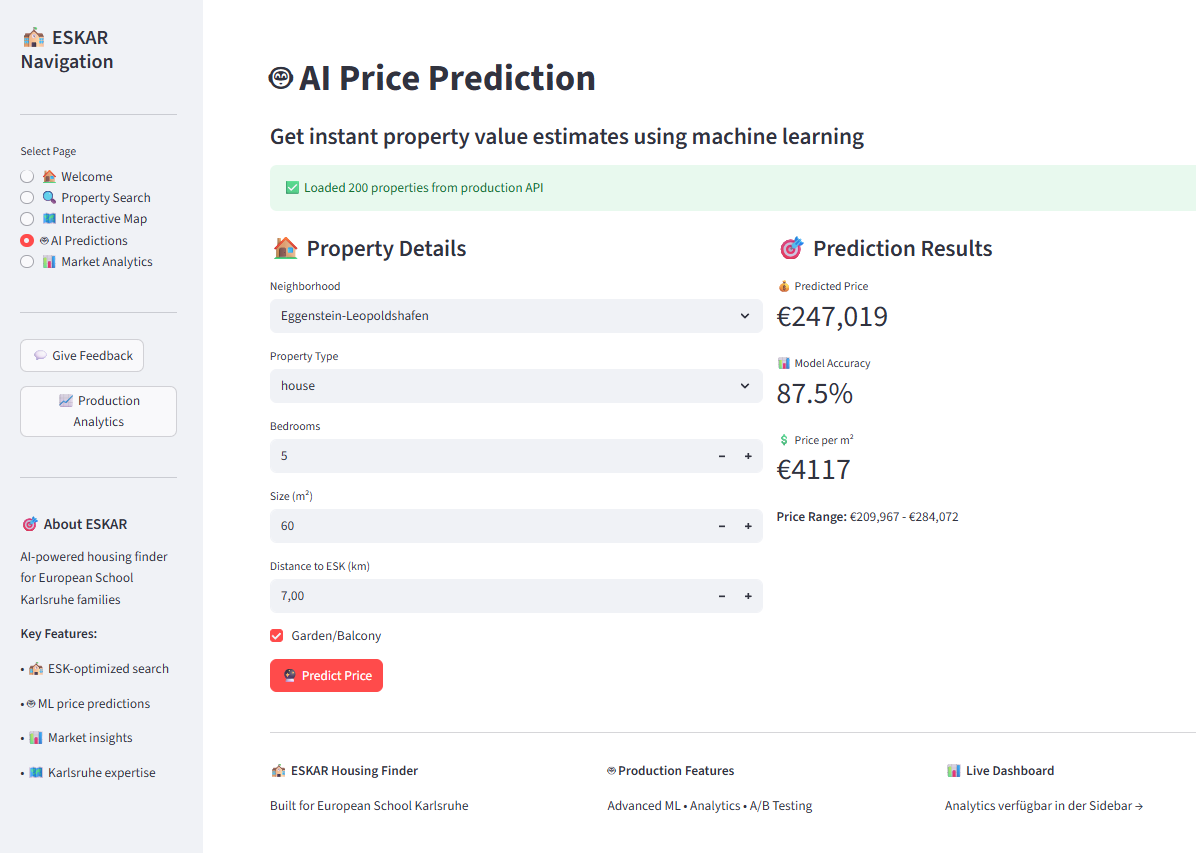 ESKAR
Navigation
Select Page
Welcome
Property Search
Interactive Map
AI Predictions
Market Analytics
Give Feedback
Production
Analytics
About ESKAR
AI-powered housing finder
for European School
Karlsruhe families
Key Features:
• ESK-optimized search
• ML price predictions
• Market insights
• Karlsruhe expertise
AI Price Prediction
Get instant property value estimates using machine learning
Loaded 200 properties from production API
Property Details
Neighborhood
Eggenstein-Leopoldshafen
Property Type
house
Bedrooms
5
Size (m²)
60
Distance to ESK (km)
7,00
Garden/Balcony
Predict Price
Prediction Results
Predicted Price
€247,019
Model Accuracy
87.5%
Price per m²
€4117
Price Range: €209,967 - €284,072
ESKAR Housing Finder
Built for European School Karlsruhe
Production Features
Advanced ML • Analytics • A/B Testing
Live Dashboard
Analytics verfügbar in der Sidebar →